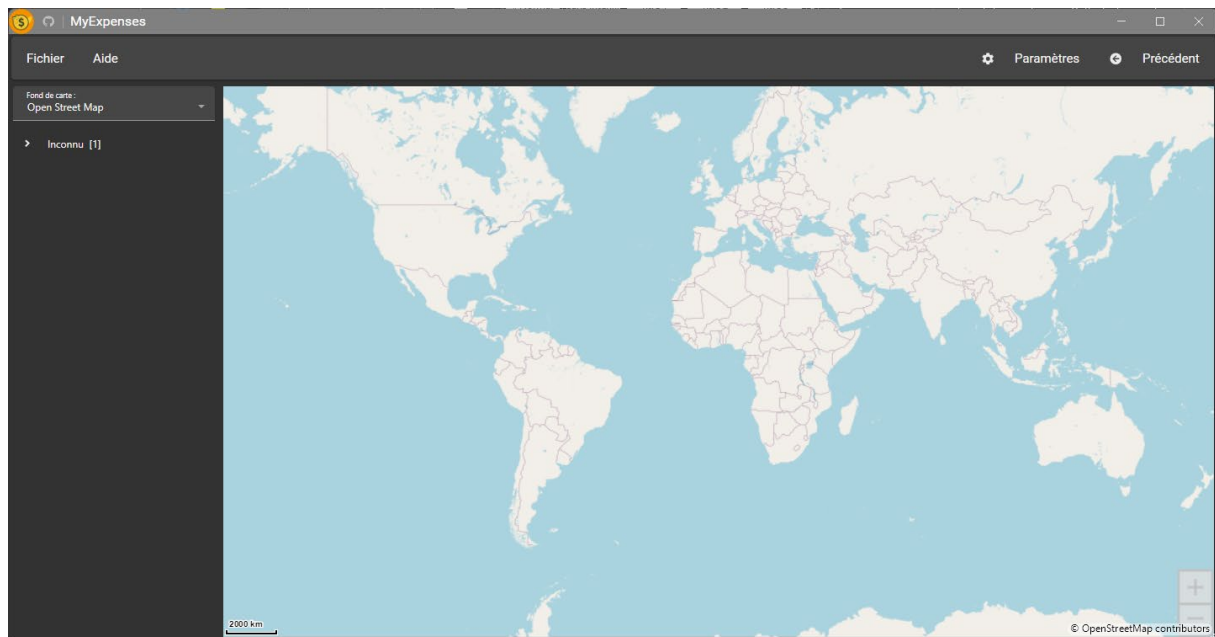 MyExpenses
Fichier Aide Paramètres Précédent
Fond de carte :
Open Street Map
Inconnu [1]
2000 km
© OpenStreetMap contributors